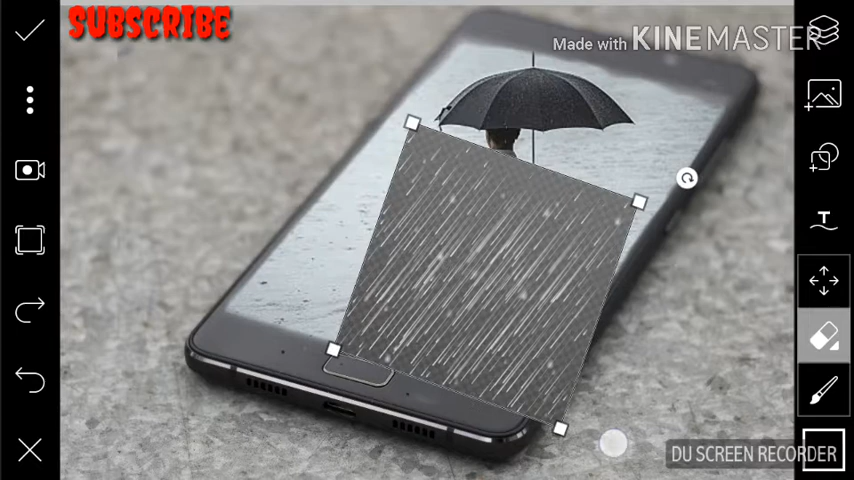 SUBSCRIBE
Made with KINEMASTER
T
DU SCREEN RECORDER